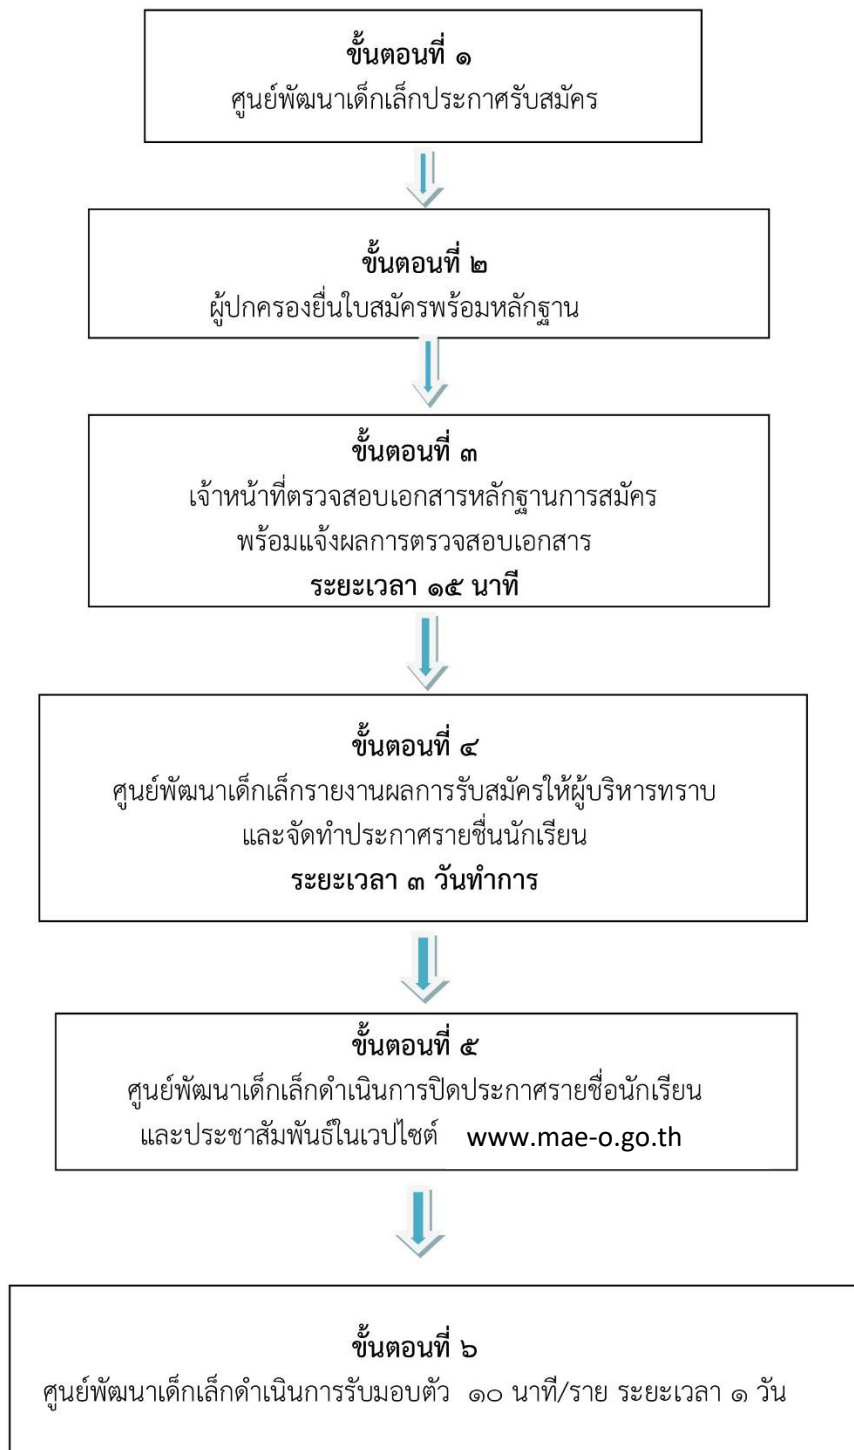 ขั้นตอนที่ ๑
ศูนย์พัฒนาเด็กเล็กประกาศรับสมัคร
ขั้นตอนที่ ๒
ผู้ปกครองยื่นใบสมัครพร้อมหลักฐาน
ขั้นตอนที่ ๓
เจ้าหน้าที่ตรวจสอบเอกสารหลักฐานการสมัคร
พร้อมแจ้งผลการตรวจสอบเอกสาร
ระยะเวลา ๑๕ นาที
ขั้นตอนที่ ๔
ศูนย์พัฒนาเด็กเล็กรายงานผลการรับสมัครให้ผู้บริหารทราบ
และจัดทำประกาศรายชื่นนักเรียน
ระยะเวลา ๓ วันทำการ
ขั้นตอนที่ ๕
ศูนย์พัฒนาเด็กเล็กดำเนินการปิดประกาศรายชื่อนักเรียน
และประชาสัมพันธ์ในเวปไซต์ www.mae-o.go.th
ขั้นตอนที่ ๖
ศูนย์พัฒนาเด็กเล็กดำเนินการรับมอบตัว ๑๐ นาที/ราย ระยะเวลา ๑ วัน